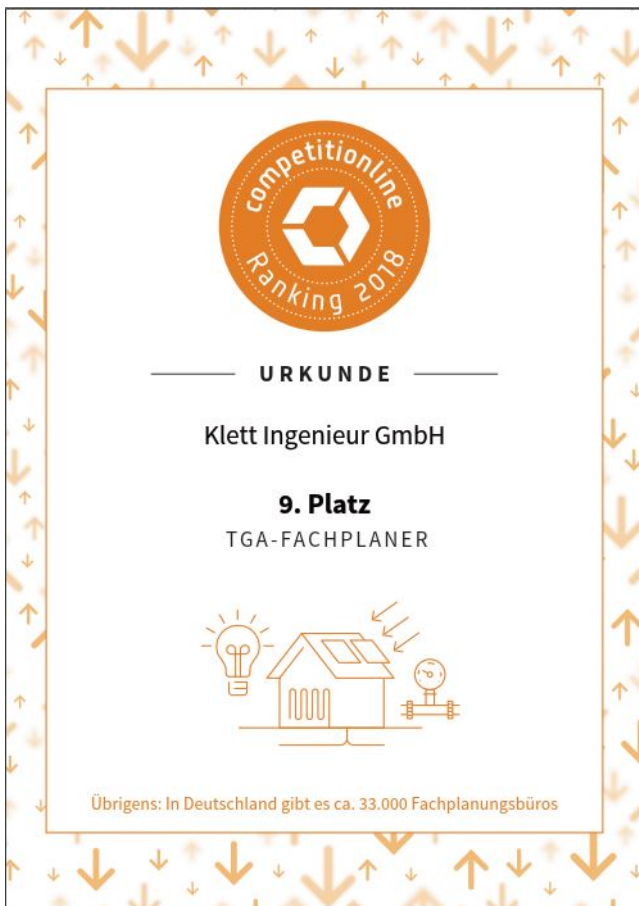 competitionline
Ranking 2018
URKUNDE
Klett Ingenieur GmbH
9. Platz
TGA-FACHPLANER
Übrigens: In Deutschland gibt es ca. 33.000 Fachplanungsbüros